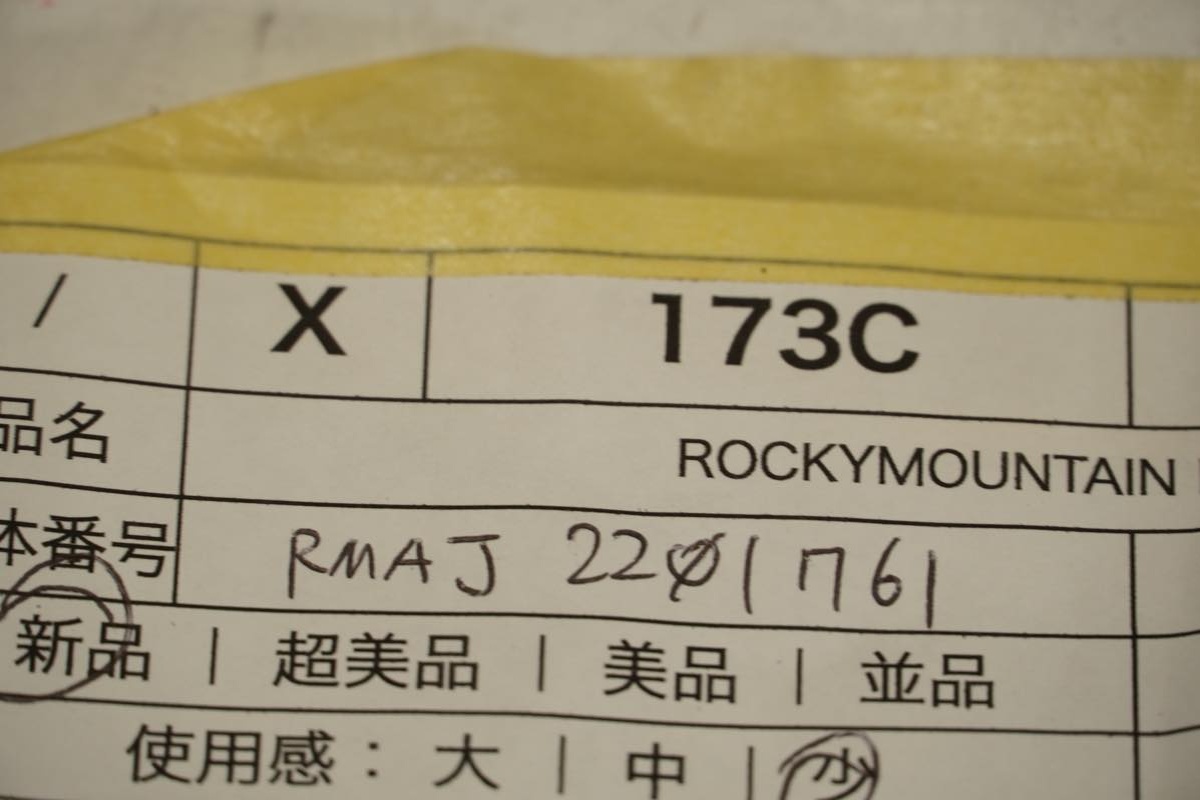 / X 173C
品名 ROCKYMOUNTAIN
体番号 RMAJ 2201761
新品 | 超美品 | 美品 | 並品
使用感：大 | 中 | 少